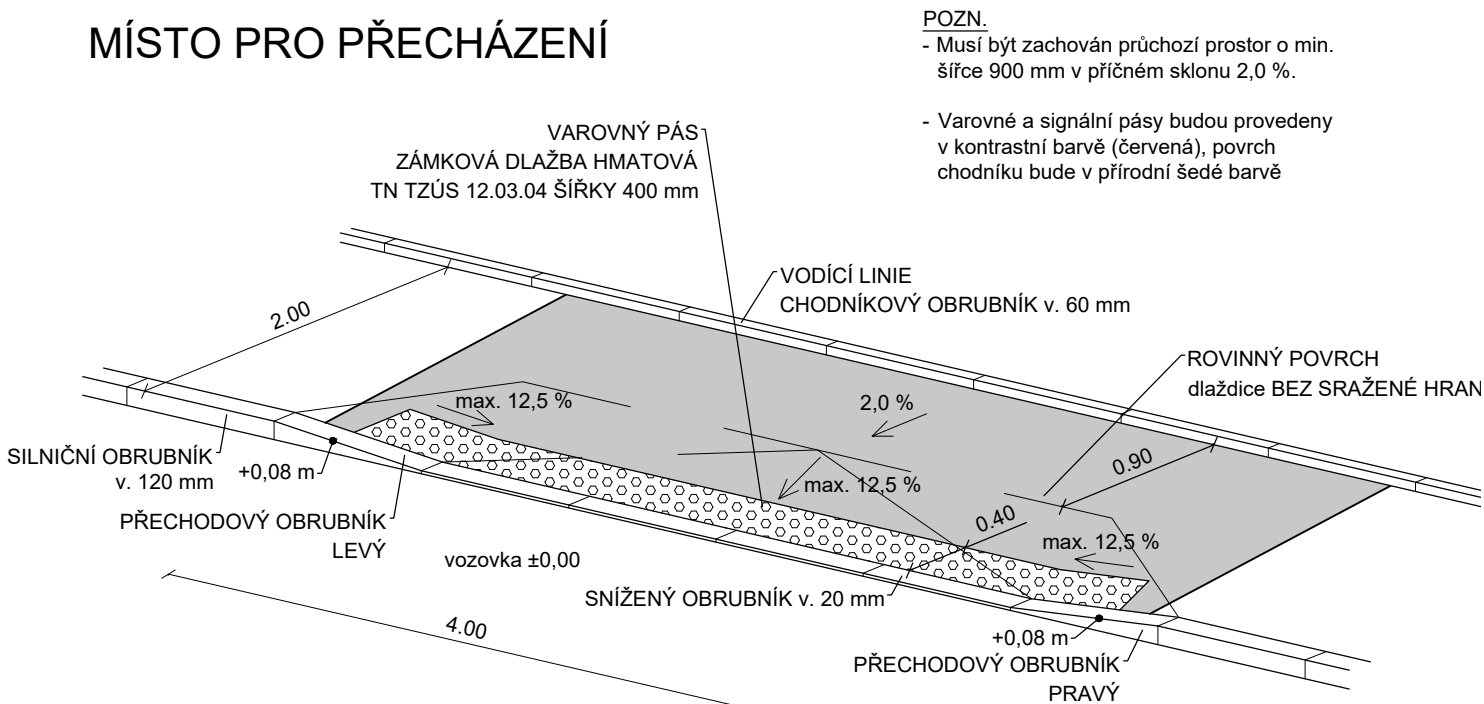 MÍSTO PRO PŘECHÁZENÍ
POZN.
- Musí být zachován průchozí prostor o min.
šířce 900 mm v příčném sklonu 2,0 %.
- Varovné a signální pásy budou provedeny
v kontrastní barvě (červená), povrch
chodníku bude v přírodní šedé barvě
VAROVNÝ PÁS
ZÁMKOVÁ DLAŽBA HMATOVÁ
TN TZÚS 12.03.04 ŠÍŘKY 400 mm
VODÍCÍ LINIE
CHODNÍKOVÝ OBRUBNÍK v. 60 mm
2.00
ROVINNÝ POVRCH
dlaždice BEZ SRAŽENÉ HRAN
max. 12,5 %
2,0 %
0.90
SILNIČNÍ OBRUBNÍK
v. 120 mm
+0,08 m
max. 12,5 %
PŘECHODOVÝ OBRUBNÍK
LEVÝ
0.40
max. 12,5 %
vozovka ±0,00
SNÍŽENÝ OBRUBNÍK v. 20 mm
4.00
+0,08 m
PŘECHODOVÝ OBRUBNÍK
PRAVÝ